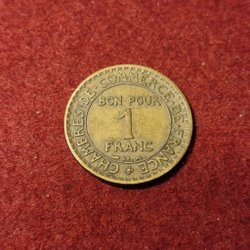 CHAMBRES·DE·COMMERCE·DE·FRANCE
BON POUR
1
FRANC